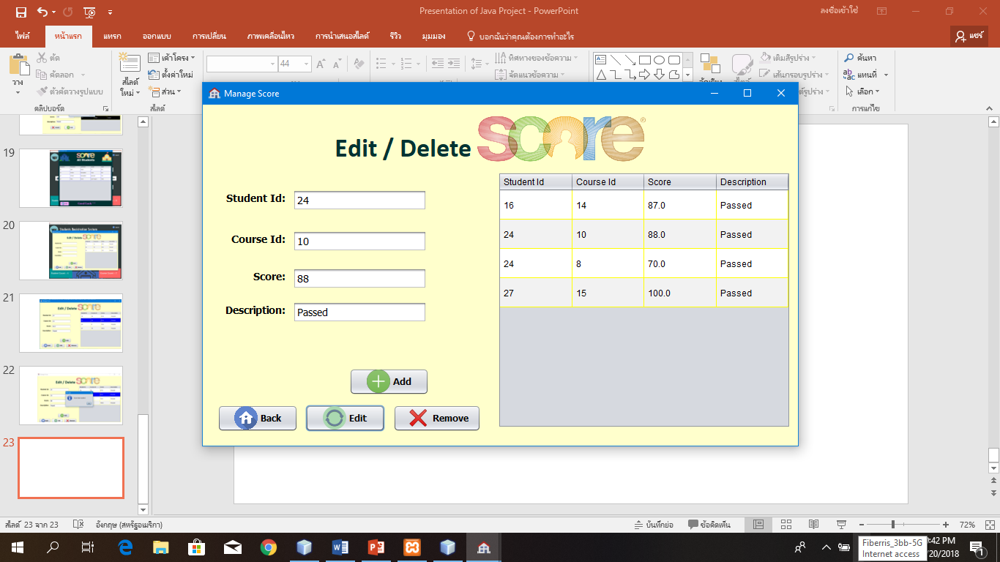 Presentation of Java Project - PowerPoint
ลงชื่อเข้าใช้
ไฟล์ หน้าแรก แทรก ออกแบบ การเปลี่ยน ภาพเคลื่อนไหว การนำเสนอสไลด์ รีวิว มุมมอง บอกฉันว่าคุณต้องการทำอะไร แชร์
วาง
ตัด
คัดลอก
ตัวคัดวางรูปแบบ
คลิปบอร์ด
สไลด์
ใหม่
เค้าโครง
ตั้งค่าใหม่
ส่วน
สไลด์
44
ทิศทางของข้อความ
จัดแนวข้อความ
เติมสีรูปร่าง
เส้นกรอบรูปร่าง
ค้นหา
แทนที่
เลือก
การแก้ไข
19
20
21
22
23
Manage Score
Edit / Delete score®
Student Id: 24
Course Id: 10
Score: 88
Description: Passed
Add
Back Edit Remove
Student Id Course Id Score Description
16 14 87.0 Passed
24 10 88.0 Passed
24 8 70.0 Passed
27 15 100.0 Passed
สไลด์ 23 จาก 23 อังกฤษ (สหรัฐอเมริกา) บันทึกย่อ ข้อคิดเห็น 72%
Fiberris_3bb-5G
Internet access
:42 PM
/20/2018
1